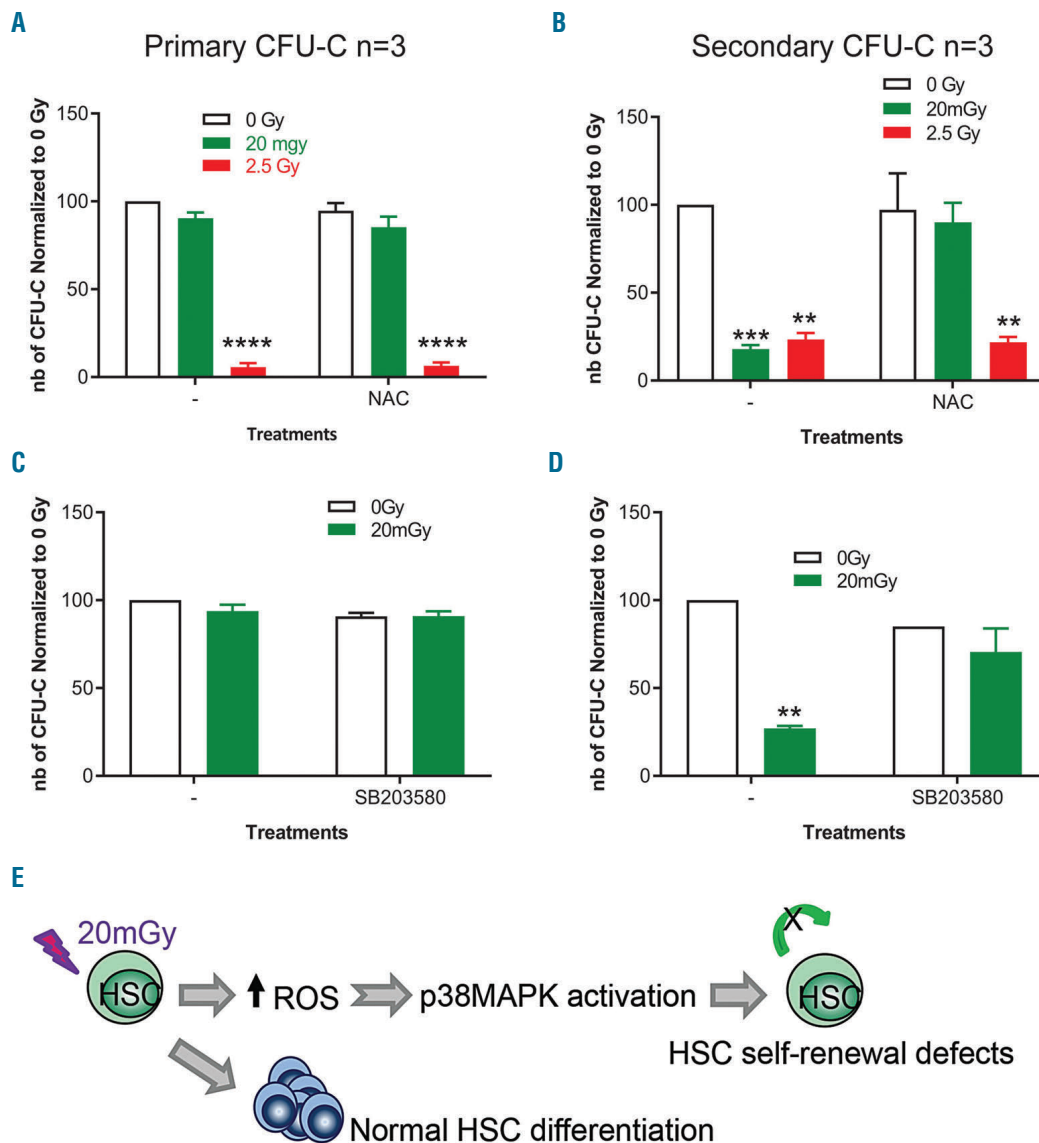 A
Primary CFU-C n=3
nb of CFU-C Normalized to 0 Gy
150
100
50
0
0 Gy
20 mgy
2.5 Gy
****
****
-
NAC
Treatments
B
Secondary CFU-C n=3
nb CFU-C Normalized to 0 Gy
150
100
50
0
0 Gy
20mGy
2.5 Gy
***
**
**
-
NAC
Treatments
C
nb of CFU-C Normalized to 0 Gy
150
100
50
0
0Gy
20mGy
-
SB203580
Treatments
D
nb of CFU-C Normalized to 0 Gy
150
100
50
0
0Gy
20mGy
**
-
SB203580
Treatments
E
20mGy
HSC
ROS
p38MAPK activation
X
HSC
HSC self-renewal defects
Normal HSC differentiation